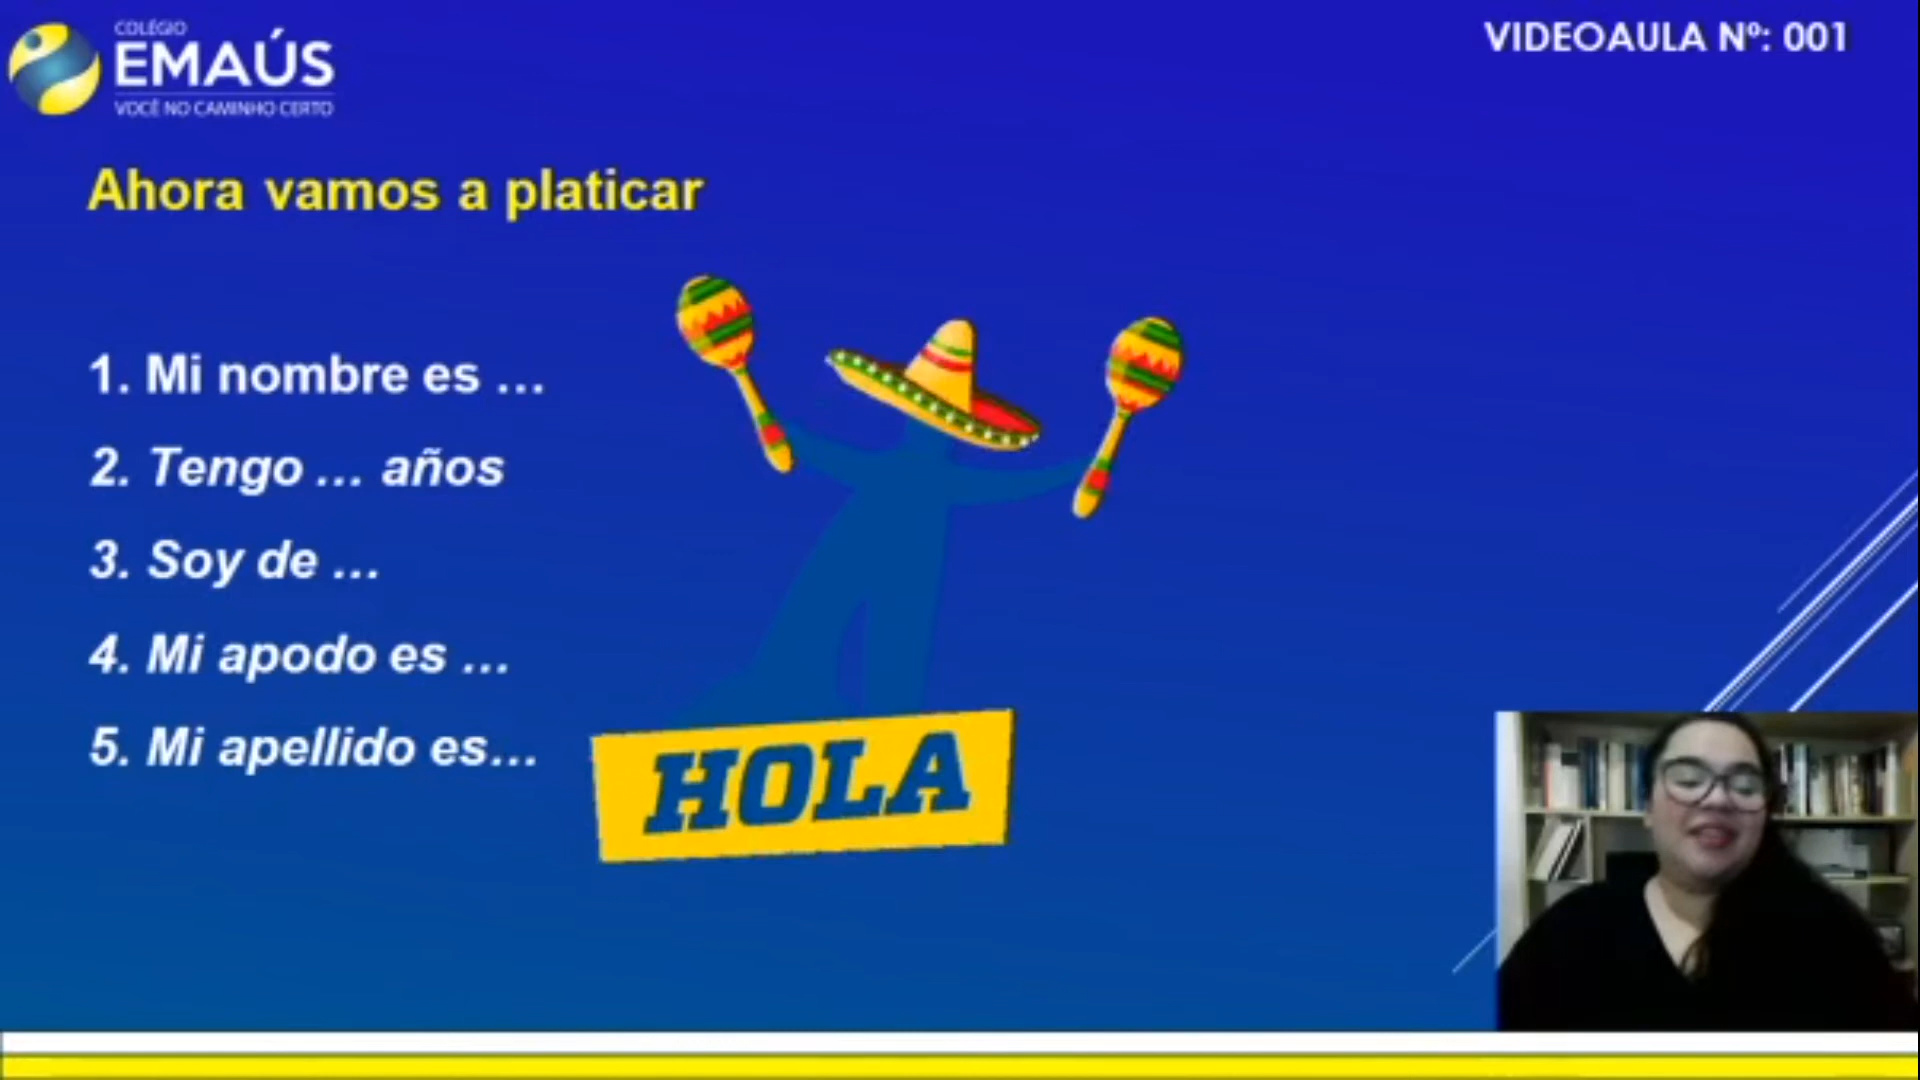 COLÉGIO
EMAÚS
VOCÊ NO CAMINHO CERTO
VIDEOAULA Nº: 001
Ahora vamos a platicar
1. Mi nombre es ...
2. Tengo ... años
3. Soy de ...
4. Mi apodo es ...
5. Mi apellido es...
HOLA